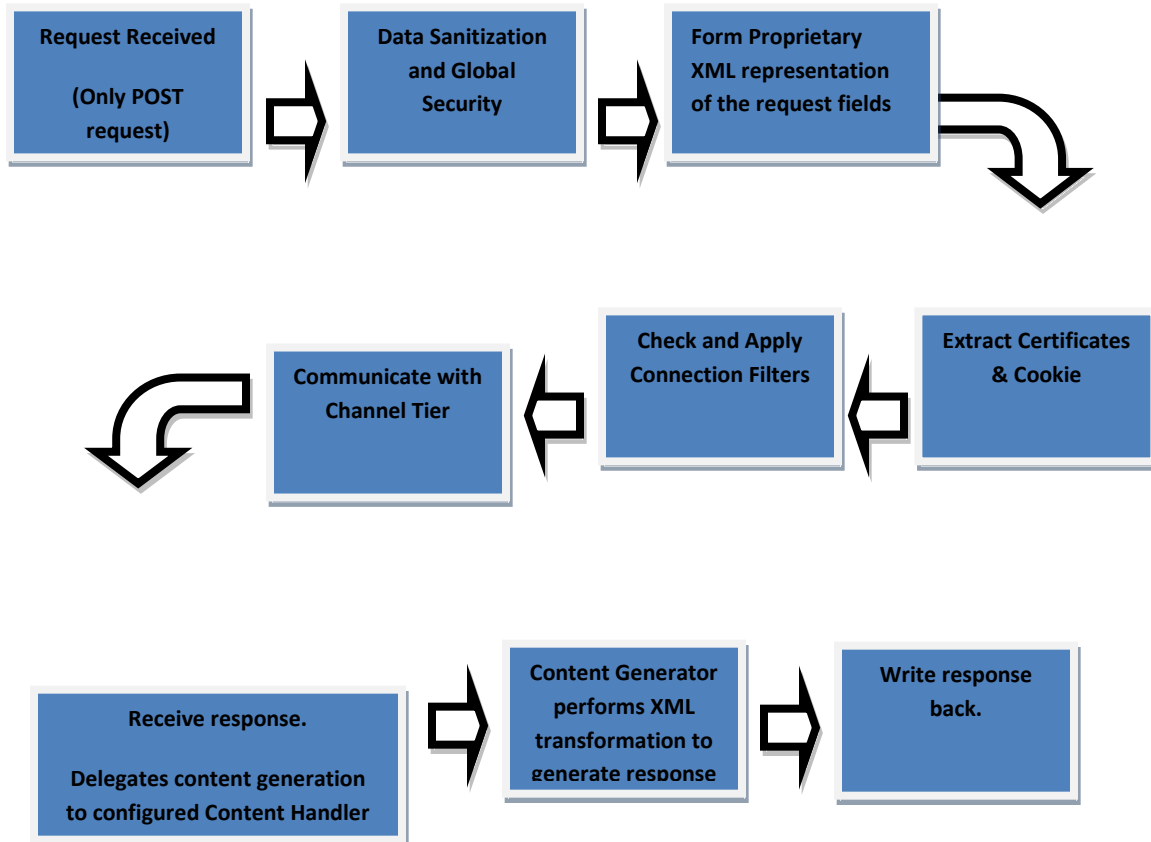 Request Received
(Only POST
request)
Data Sanitization
and Global
Security
Form Proprietary
XML representation
of the request fields
Extract Certificates
& Cookie
Check and Apply
Connection Filters
Communicate with
Channel Tier
Receive response.
Delegates content generation
to configured Content Handler
Content Generator
performs XML
transformation to
generate response
Write response
back.